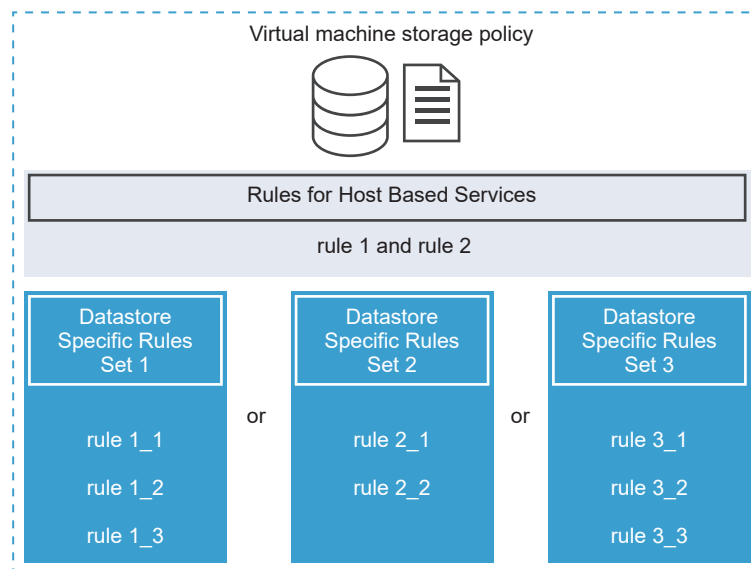 Virtual machine storage policy
Rules for Host Based Services
rule 1 and rule 2
Datastore
Specific Rules
Set 1
rule 1_1
rule 1_2
rule 1_3
or
Datastore
Specific Rules
Set 2
rule 2_1
rule 2_2
or
Datastore
Specific Rules
Set 3
rule 3_1
rule 3_2
rule 3_3